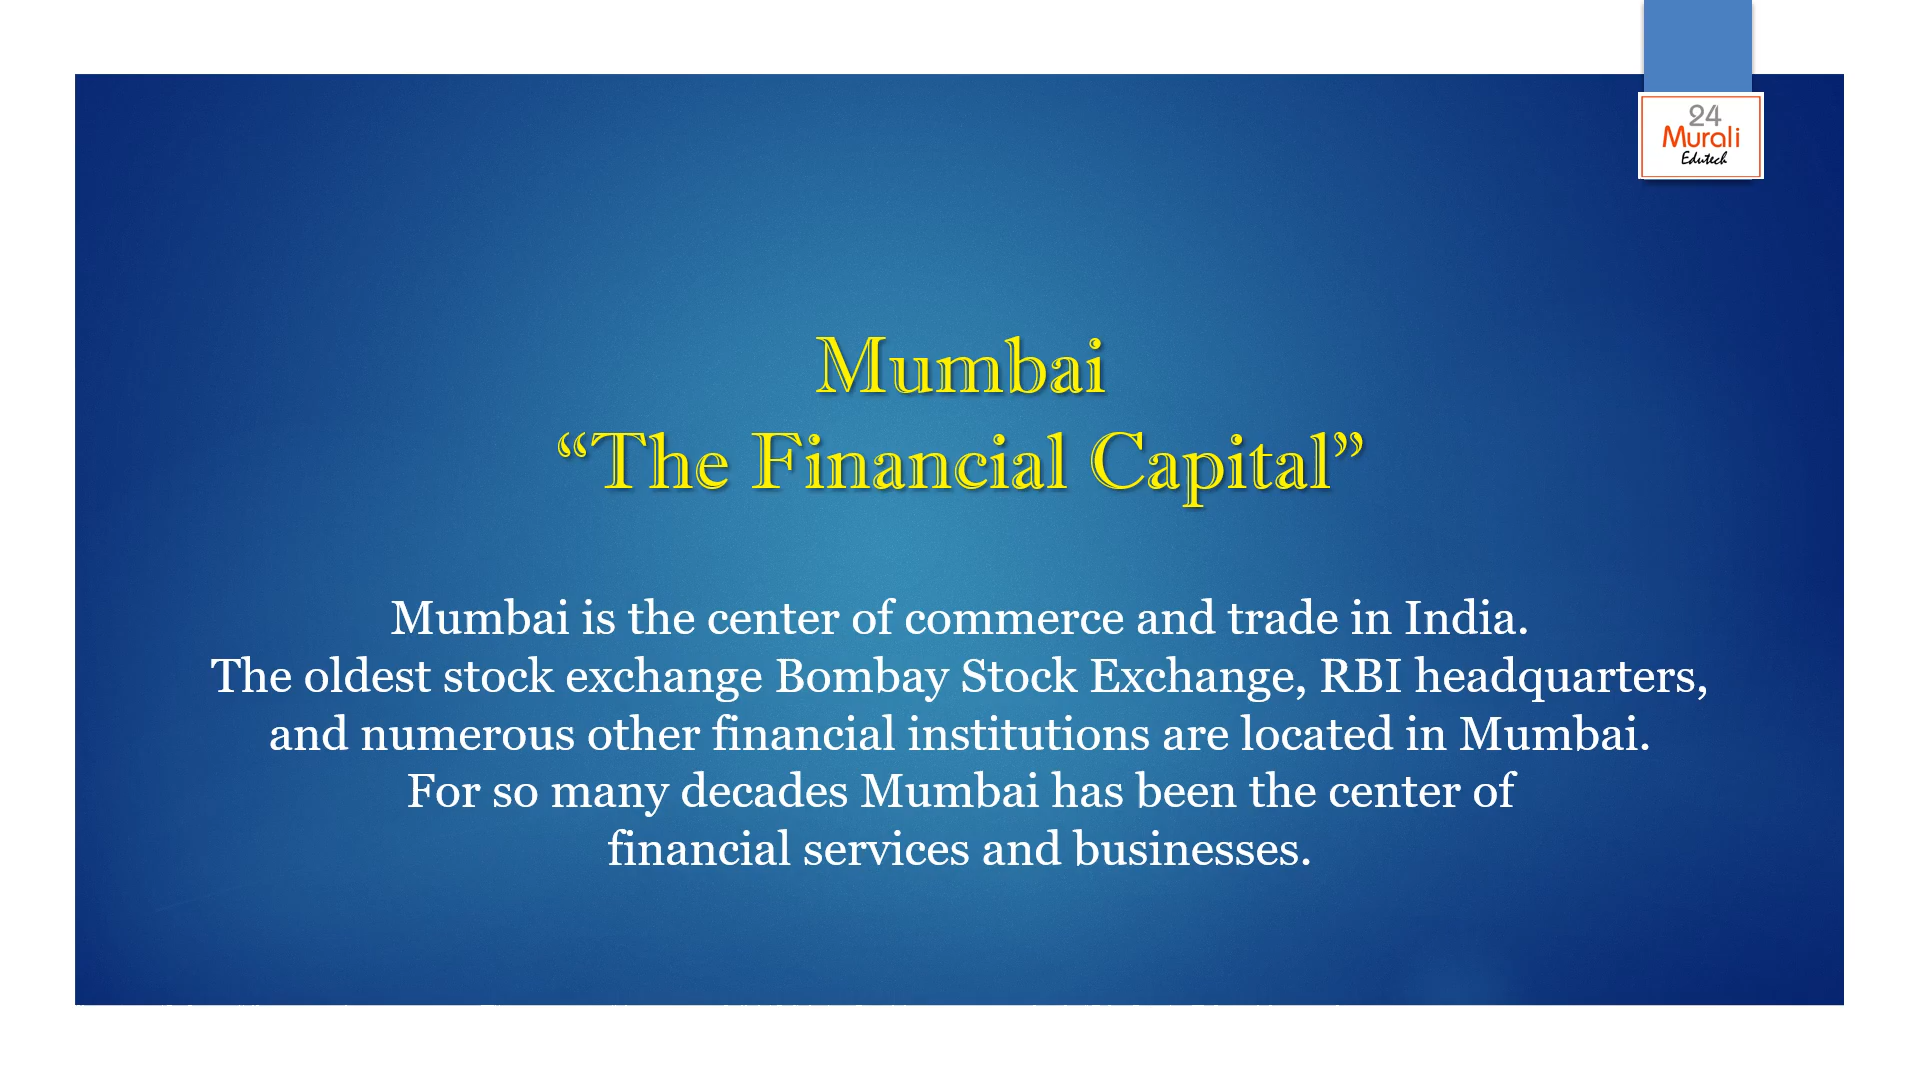 24
Murali
Edutech
Mumbai
“The Financial Capital”
Mumbai is the center of commerce and trade in India.
The oldest stock exchange Bombay Stock Exchange, RBI headquarters,
and numerous other financial institutions are located in Mumbai.
For so many decades Mumbai has been the center of
financial services and businesses.